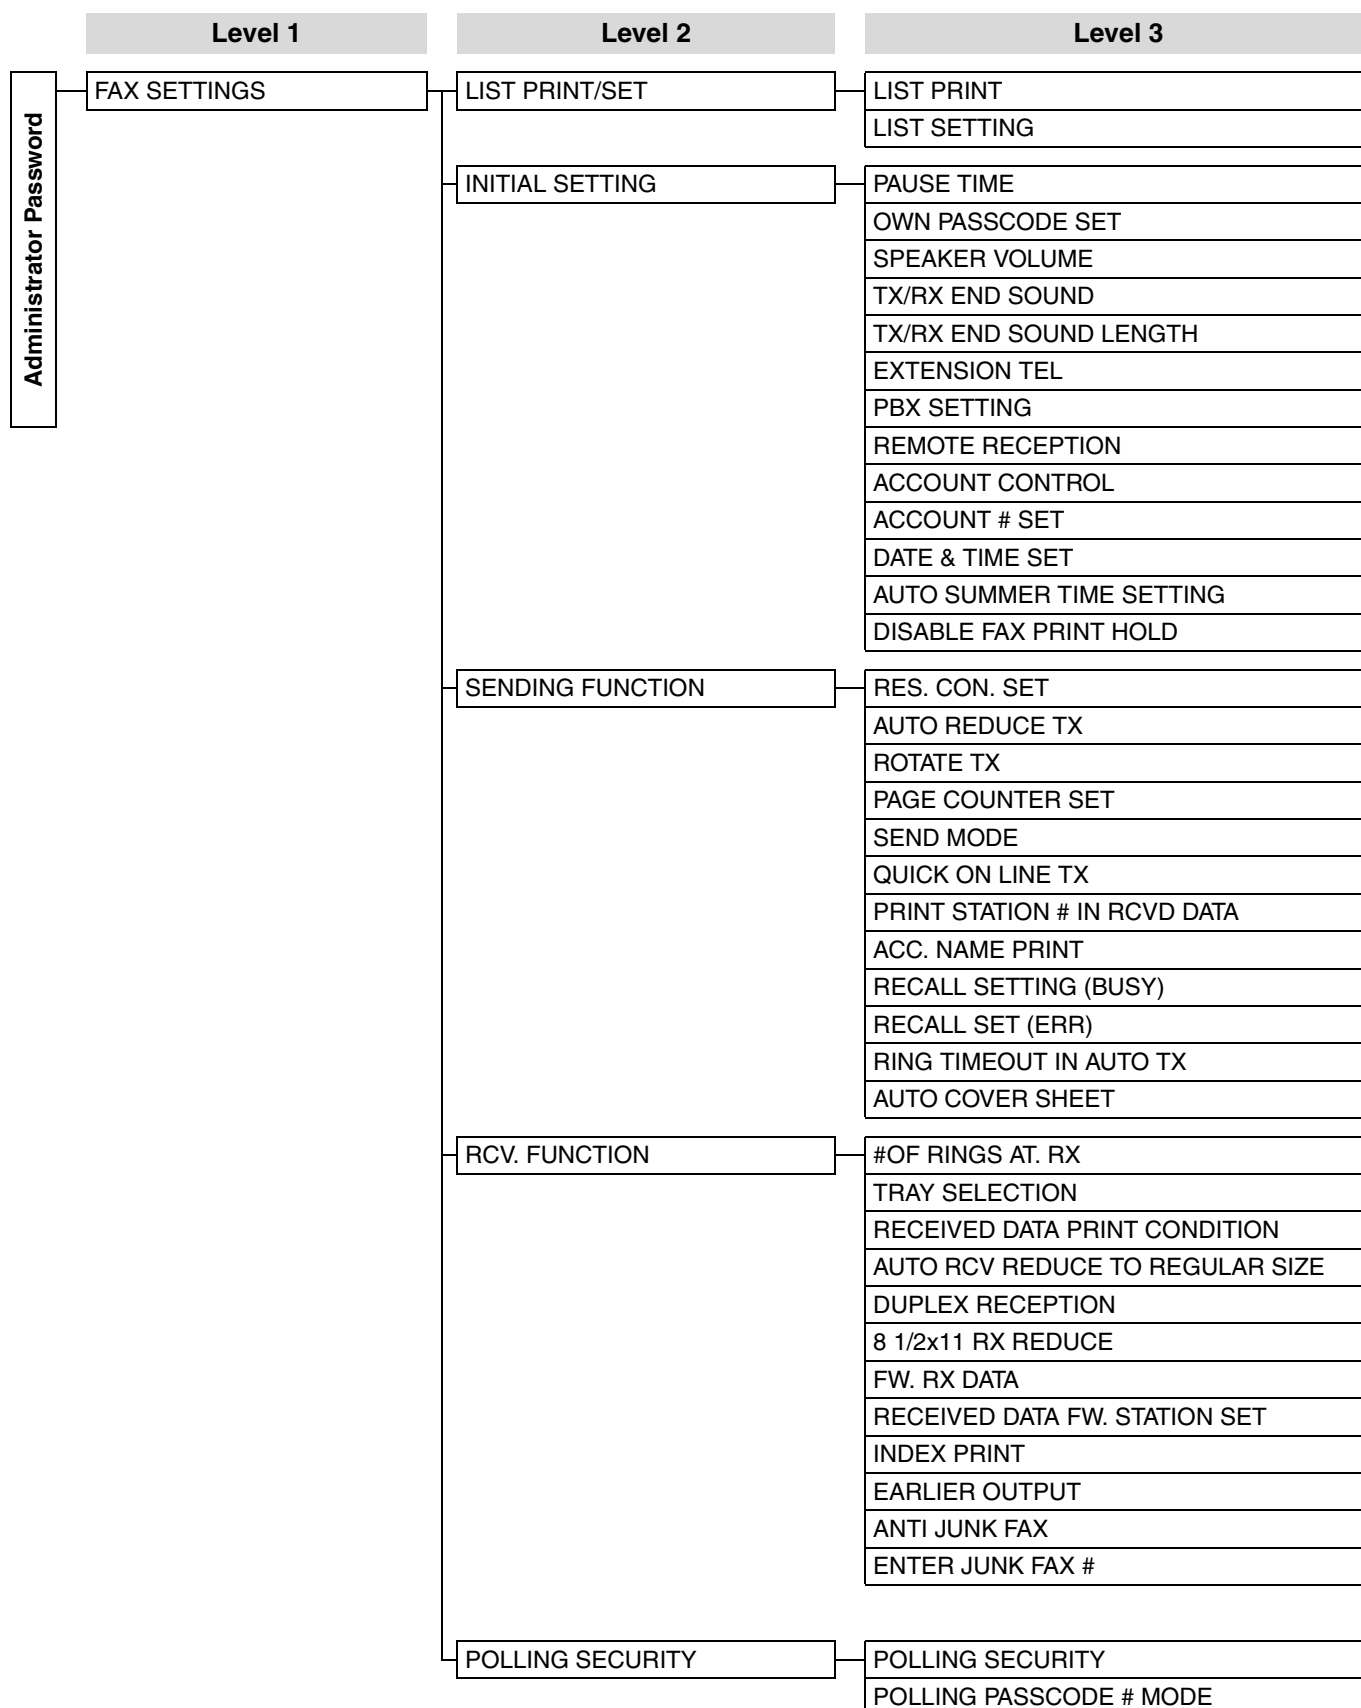 Level 1 Level 2 Level 3
Administrator Password
FAX SETTINGS LIST PRINT/SET LIST PRINT
LIST SETTING
INITIAL SETTING PAUSE TIME
OWN PASSCODE SET
SPEAKER VOLUME
TX/RX END SOUND
TX/RX END SOUND LENGTH
EXTENSION TEL
PBX SETTING
REMOTE RECEPTION
ACCOUNT CONTROL
ACCOUNT # SET
DATE & TIME SET
AUTO SUMMER TIME SETTING
DISABLE FAX PRINT HOLD
SENDING FUNCTION RES. CON. SET
AUTO REDUCE TX
ROTATE TX
PAGE COUNTER SET
SEND MODE
QUICK ON LINE TX
PRINT STATION # IN RCVD DATA
ACC. NAME PRINT
RECALL SETTING (BUSY)
RECALL SET (ERR)
RING TIMEOUT IN AUTO TX
AUTO COVER SHEET
RCV. FUNCTION #OF RINGS AT. RX
TRAY SELECTION
RECEIVED DATA PRINT CONDITION
AUTO RCV REDUCE TO REGULAR SIZE
DUPLEX RECEPTION
8 1/2x11 RX REDUCE
FW. RX DATA
RECEIVED DATA FW. STATION SET
INDEX PRINT
EARLIER OUTPUT
ANTI JUNK FAX
ENTER JUNK FAX #
POLLING SECURITY POLLING SECURITY
POLLING PASSCODE # MODE